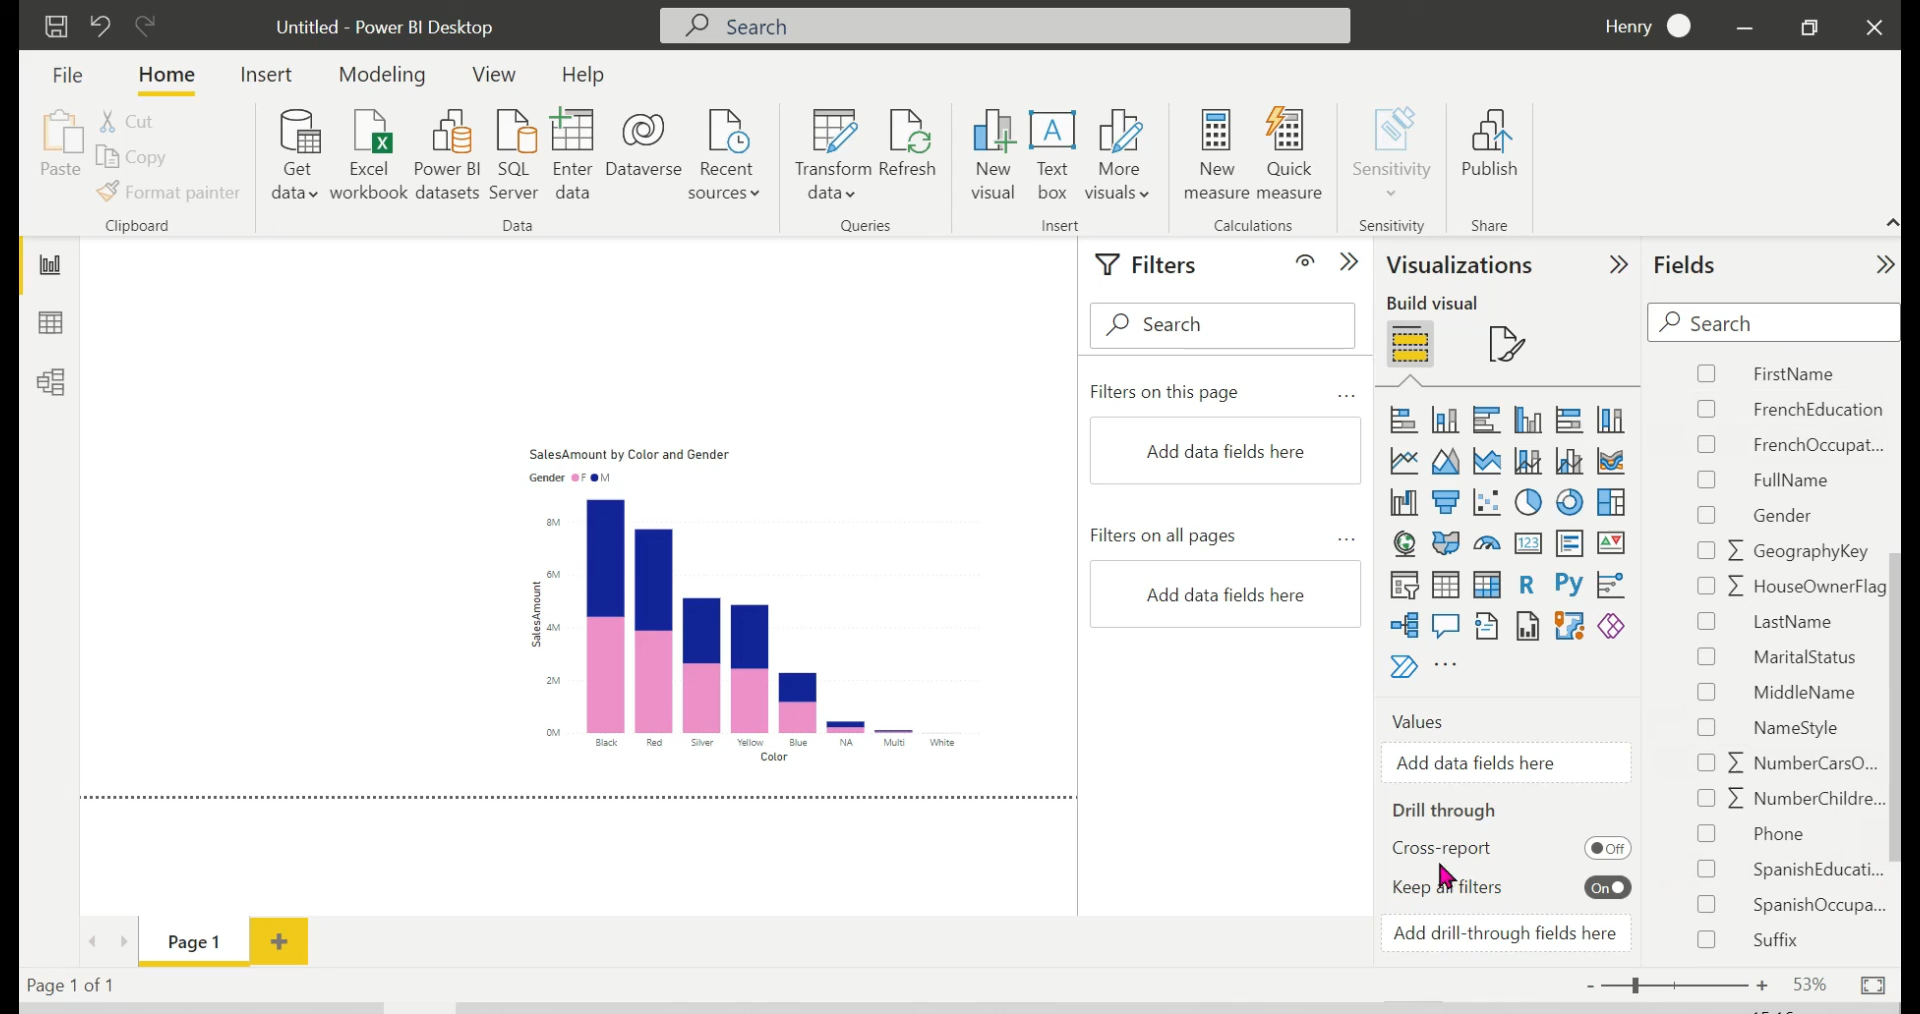 Untitled - Power BI Desktop
Search
Henry
File
Home
Insert
Modeling
View
Help
Paste
Cut
Copy
Format painter
Clipboard
Get
data
Excel
workbook
Power BI
datasets
SQL
Server
Enter
data
Dataverse
Recent
sources
Data
Transform
data
Refresh
Queries
New
visual
Text
box
More
visuals
Insert
New
measure
Quick
measure
Calculations
Sensitivity
Sensitivity
Publish
Share
SalesAmount by Color and Gender
Gender F M
SalesAmount
8M
6M
4M
2M
0M
Black Red Silver Yellow Blue NA Multi White
Color
Filters
Search
Filters on this page ...
Add data fields here
Filters on all pages ...
Add data fields here
Visualizations
Build visual
123
R
Py
...
Values
Add data fields here
Drill through
Cross-report Off
Keep all filters On
Add drill-through fields here
Fields
Search
FirstName
FrenchEducation
FrenchOccupat...
FullName
Gender
∑ GeographyKey
∑ HouseOwnerFlag
LastName
MaritalStatus
MiddleName
NameStyle
∑ NumberCarsO...
∑ NumberChildre...
Phone
SpanishEducati...
SpanishOccupa...
Suffix
Page 1
+
Page 1 of 1
- + 53%